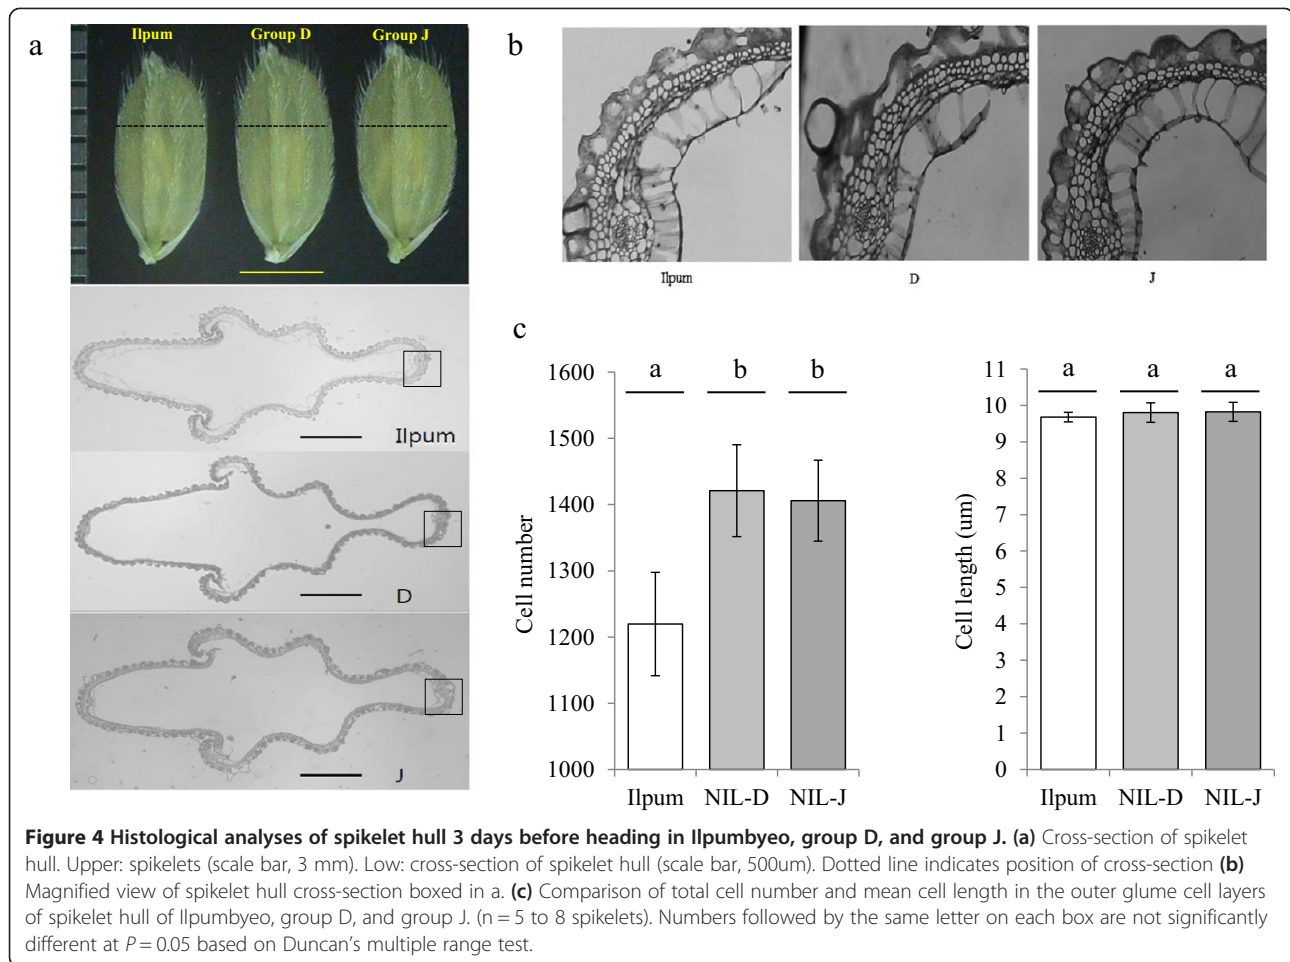 a
Ilpum Group D Group J
Ilpum
D
J
b
Ilpum D J
c
Cell number
1600
1500
1400
1300
1200
1100
1000
a b b
Ilpum NIL-D NIL-J
Cell length (um)
11
10
9
8
7
6
5
4
3
2
1
0
a a a
Ilpum NIL-D NIL-J
Figure 4 Histological analyses of spikelet hull 3 days before heading in Ilpumbyeo, group D, and group J. (a) Cross-section of spikelet
hull. Upper: spikelets (scale bar, 3 mm). Low: cross-section of spikelet hull (scale bar, 500um). Dotted line indicates position of cross-section (b)
Magnified view of spikelet hull cross-section boxed in a. (c) Comparison of total cell number and mean cell length in the outer glume cell layers
of spikelet hull of Ilpumbyeo, group D, and group J. (n = 5 to 8 spikelets). Numbers followed by the same letter on each box are not significantly
different at P = 0.05 based on Duncan's multiple range test.